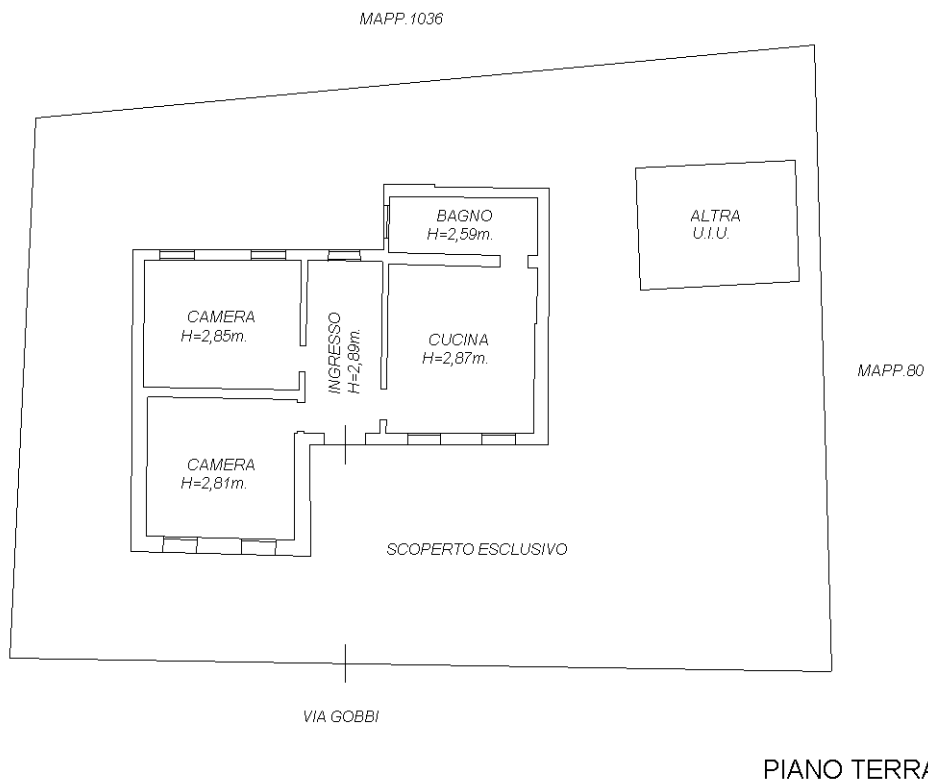 MAPP.1036
BAGNO
H=2,59m.
ALTRA
U.I.U.
CAMERA
H=2,85m.
INGRESSO
H=2,89m.
CUCINA
H=2,87m.
MAPP.80
CAMERA
H=2,81m.
SCOPERTO ESCLUSIVO
VIA GOBBI
PIANO TERRA